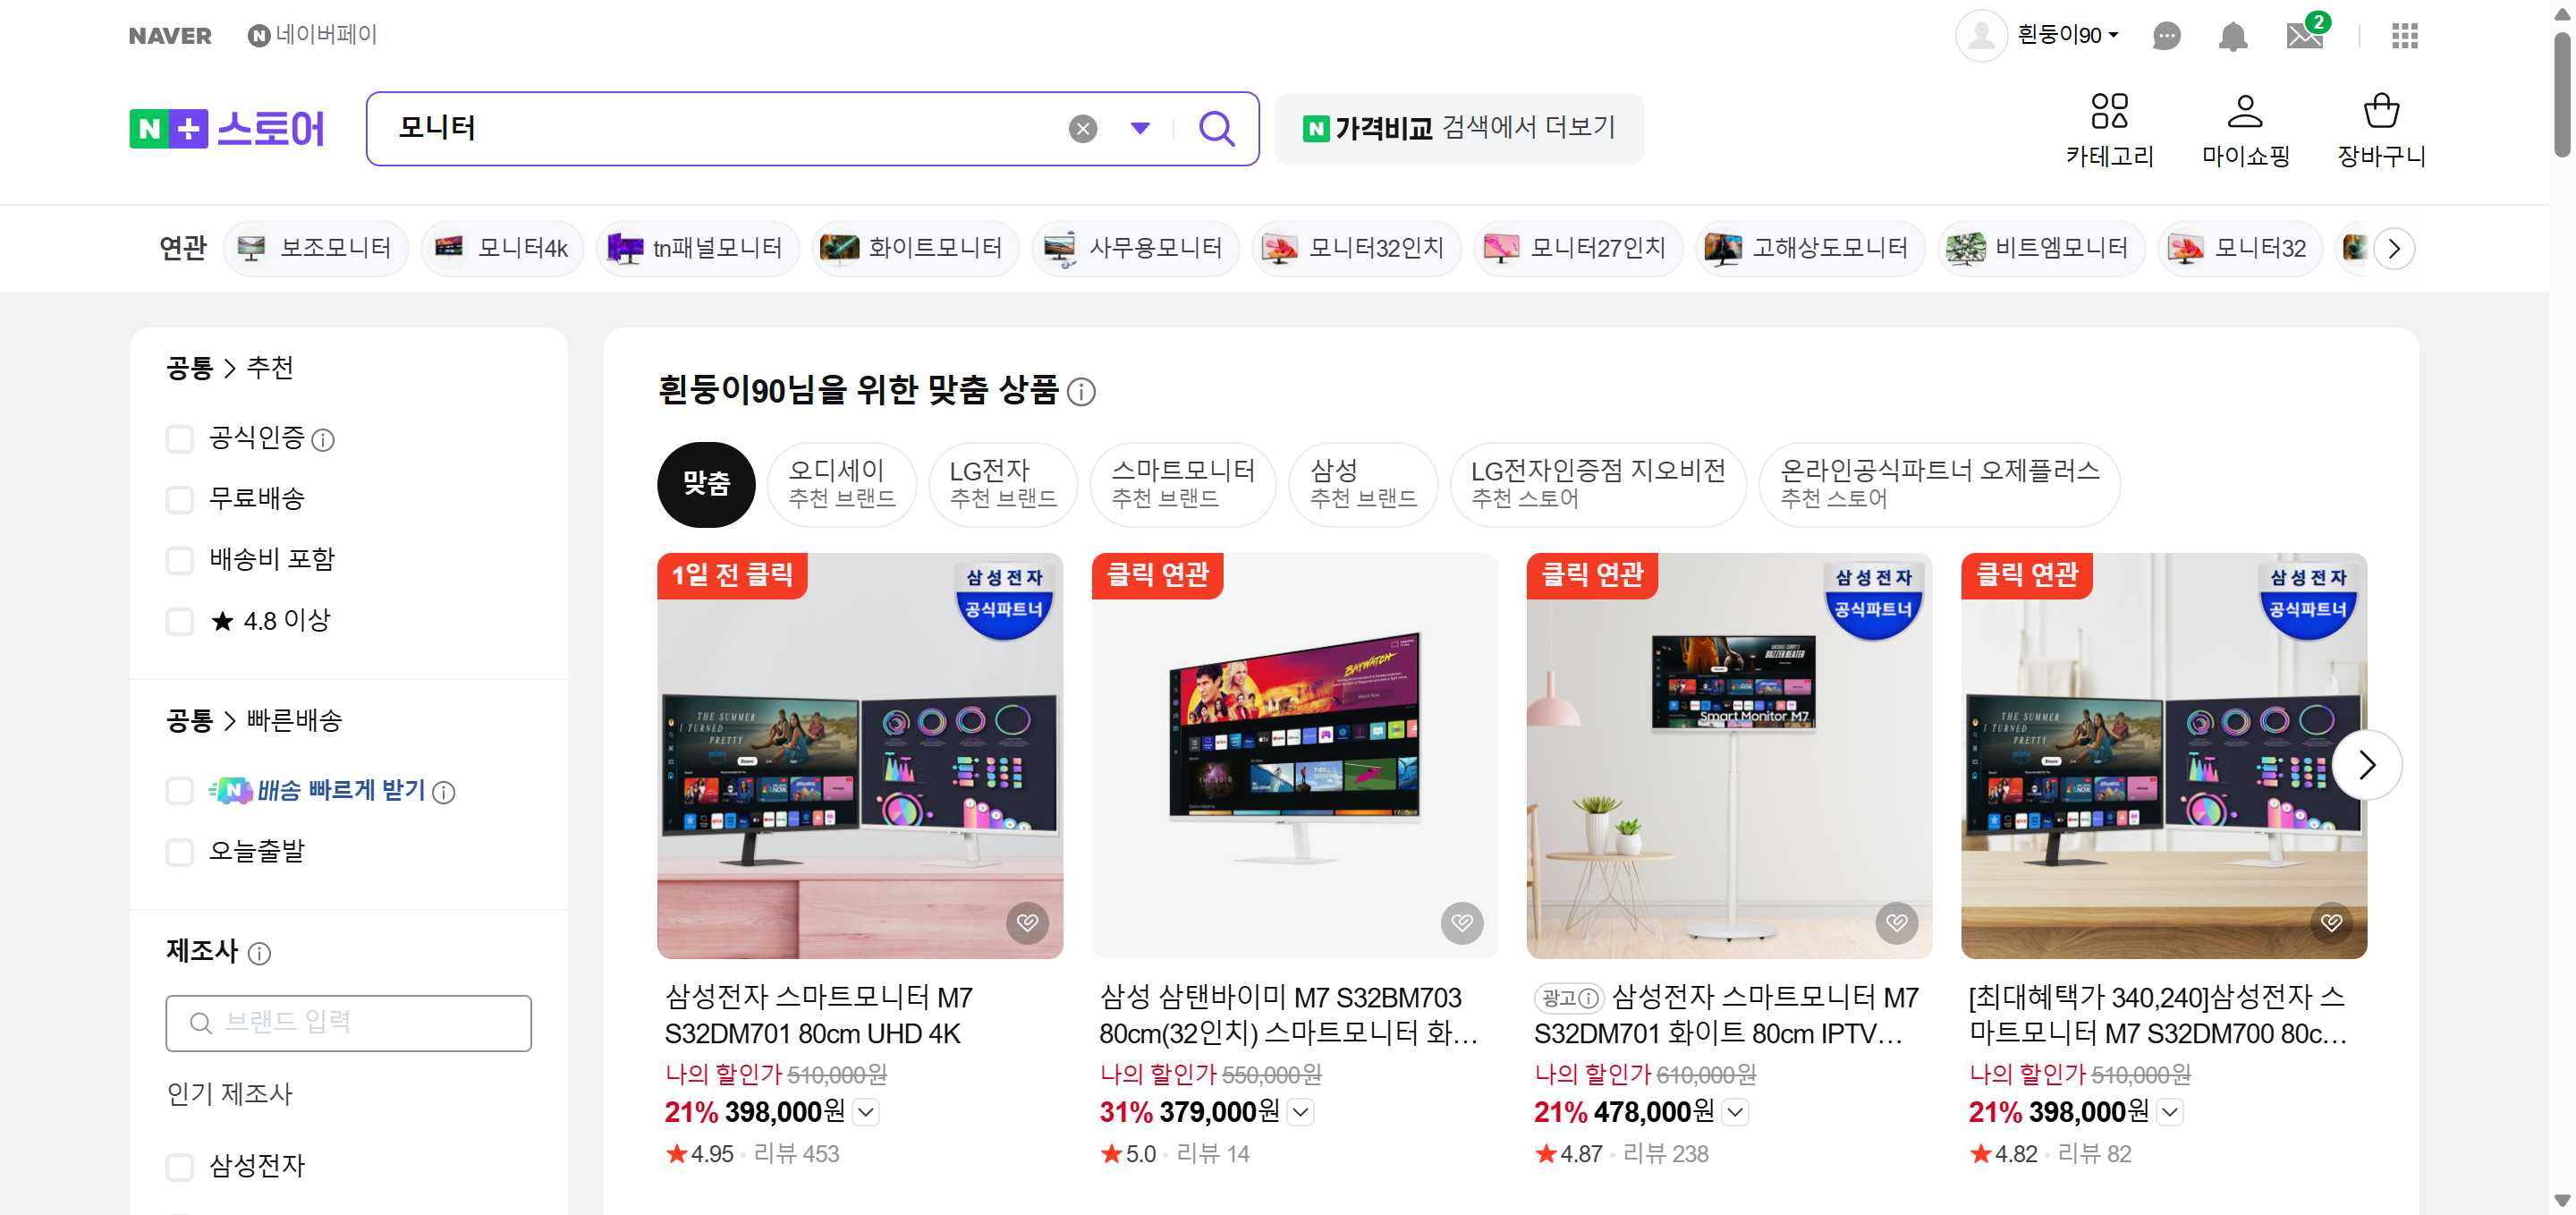 NAVER
네이버페이
흰둥이90
2
N+ 스토어
모니터
N 가격비교 검색에서 더보기
카테고리
마이쇼핑
장바구니
연관
보조모니터
모니터4k
tn패널모니터
화이트모니터
사무용모니터
모니터32인치
모니터27인치
고해상도모니터
비트엠모니터
모니터32
공통 > 추천
공식인증
무료배송
배송비 포함
★ 4.8 이상
공통 > 빠른배송
N배송 빠르게 받기
오늘출발
제조사
브랜드 입력
인기 제조사
삼성전자
흰둥이90님을 위한 맞춤 상품
맞춤
오디세이
추천 브랜드
LG전자
추천 브랜드
스마트모니터
추천 브랜드
삼성
추천 브랜드
LG전자인증점 지오비전
추천 스토어
온라인공식파트너 오제플러스
추천 스토어
1일 전 클릭
삼성전자
공식파트너
THE SUMMER
I TURNED
PRETTY
삼성전자 스마트모니터 M7
S32DM701 80cm UHD 4K
나의 할인가 510,000원
21% 398,000원
★4.95 · 리뷰 453
클릭 연관
BAYWATCH
삼성 삼탠바이미 M7 S32BM703
80cm(32인치) 스마트모니터 화...
나의 할인가 550,000원
31% 379,000원
★5.0 · 리뷰 14
클릭 연관
삼성전자
공식파트너
Smart Monitor M7
광고 삼성전자 스마트모니터 M7
S32DM701 화이트 80cm IPTV...
나의 할인가 610,000원
21% 478,000원
★4.87 · 리뷰 238
클릭 연관
삼성전자
공식파트너
THE SUMMER
I TURNED
PRETTY
[최대혜택가 340,240]삼성전자 스
마트모니터 M7 S32DM700 80c...
나의 할인가 510,000원
21% 398,000원
★4.82 · 리뷰 82